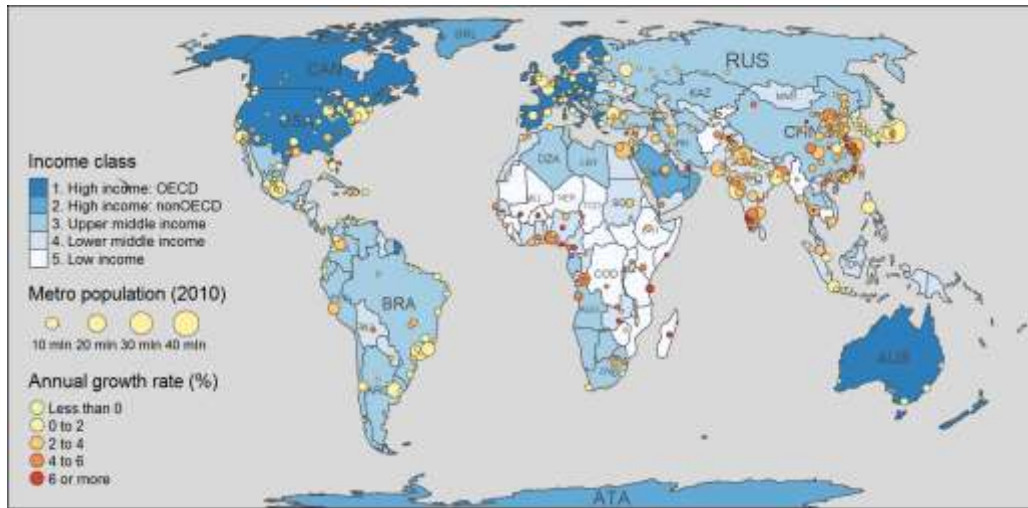 Income class
1. High income: OECD
2. High income: nonOECD
3. Upper middle income
4. Lower middle income
5. Low income
Metro population (2010)
10 mln 20 mln 30 mln 40 mln
Annual growth rate (%)
Less than 0
0 to 2
2 to 4
4 to 6
6 or more
GRL
CAN
RUS
KAZ
MNG
CHN
DZA
LBY
COD
BRA
AUS
ATA